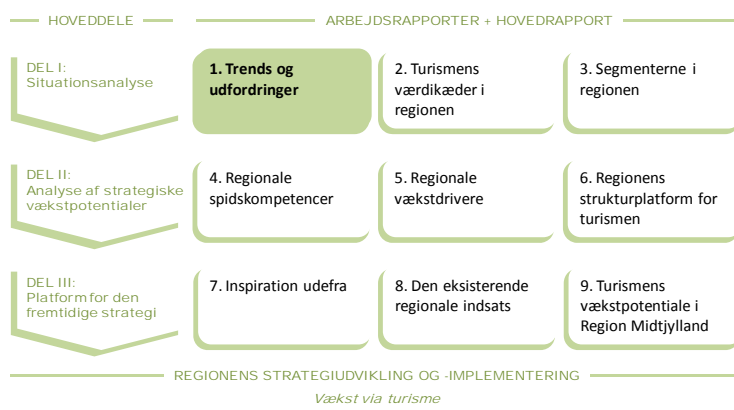 HOVEDDELE
ARBEJDSRAPPORTER + HOVEDRAPPORT
DEL I:
Situationsanalyse
1. Trends og
udfordringer
2. Turismens
værdikæder i
regionen
3. Segmenterne i
regionen
DEL II:
Analyse af strategiske
vækstpotentialer
4. Regionale
spidskompetencer
5. Regionale
vækstdrivere
6. Regionens
strukturplatform for
turismen
DEL III:
Platform for den
fremtidige strategi
7. Inspiration udefra
8. Den eksisterende
regionale indsats
9. Turismens
vækstpotentiale i
Region Midtjylland
REGIONENS STRATEGIUDVIKLING OG -IMPLEMENTERING
Vækst via turisme